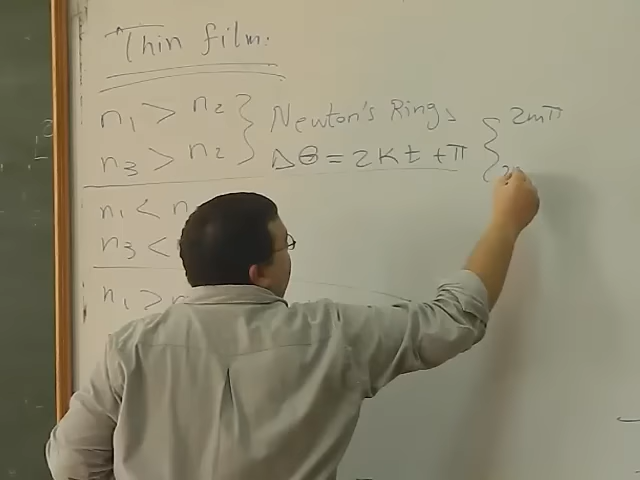 Thin film:
n₁ > n₂ } Newton's Rings { 2mπ
n₃ > n₂ } Δθ = 2Kt + π
n₁ < n
n₃ <
n₁ > n